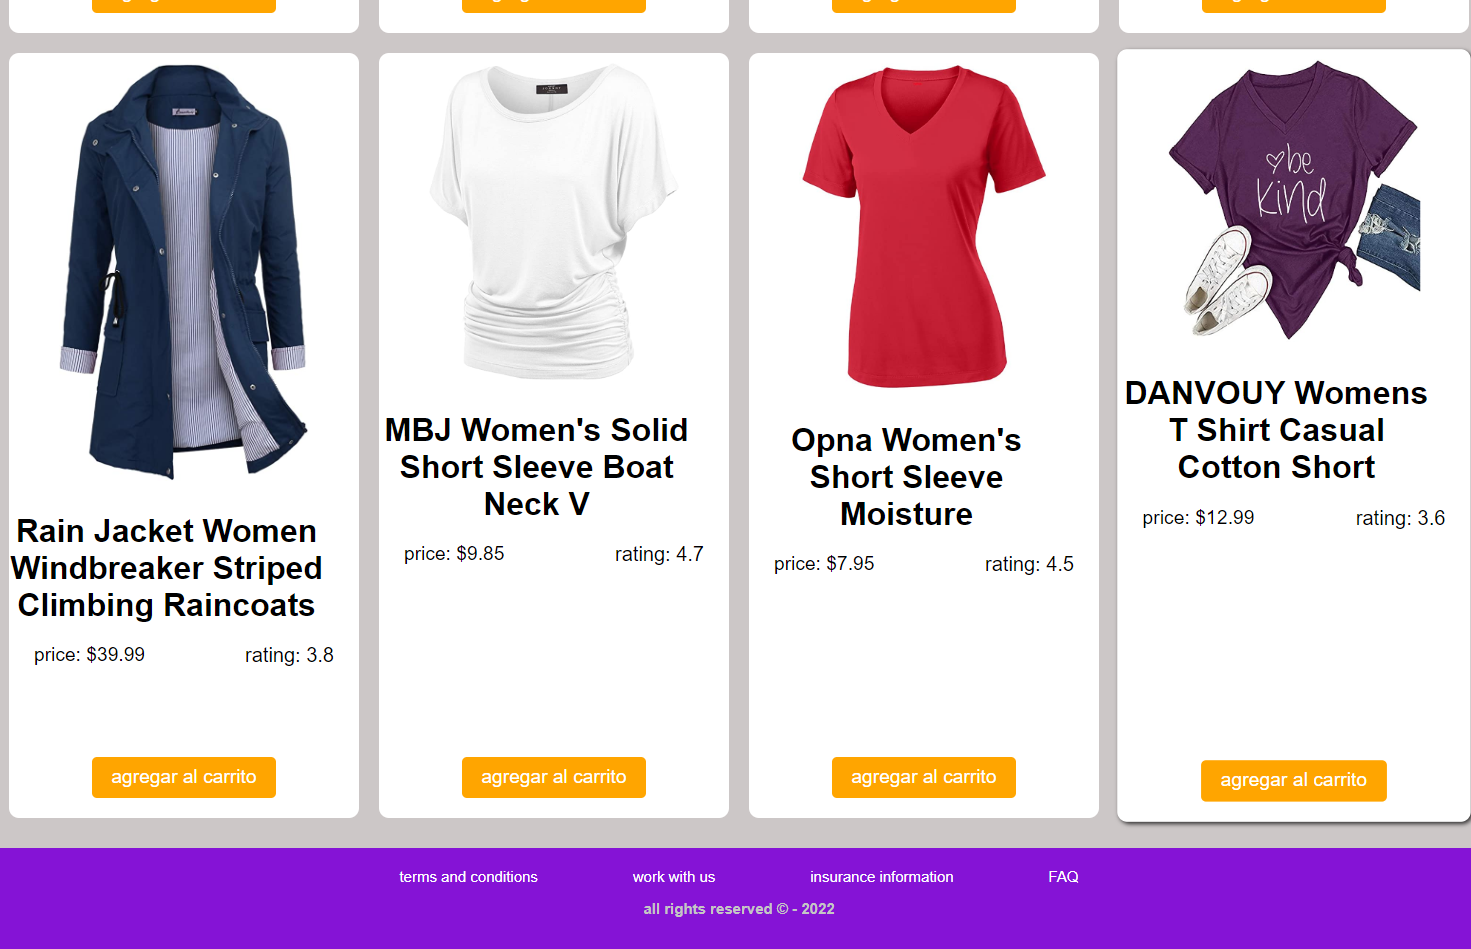 be
kind
Rain Jacket Women
Windbreaker Striped
Climbing Raincoats
price: $39.99
rating: 3.8
agregar al carrito
MBJ Women's Solid
Short Sleeve Boat
Neck V
price: $9.85
rating: 4.7
agregar al carrito
Opna Women's
Short Sleeve
Moisture
price: $7.95
rating: 4.5
agregar al carrito
DANVOUY Womens
T Shirt Casual
Cotton Short
price: $12.99
rating: 3.6
agregar al carrito
terms and conditions
work with us
insurance information
FAQ
all rights reserved © - 2022